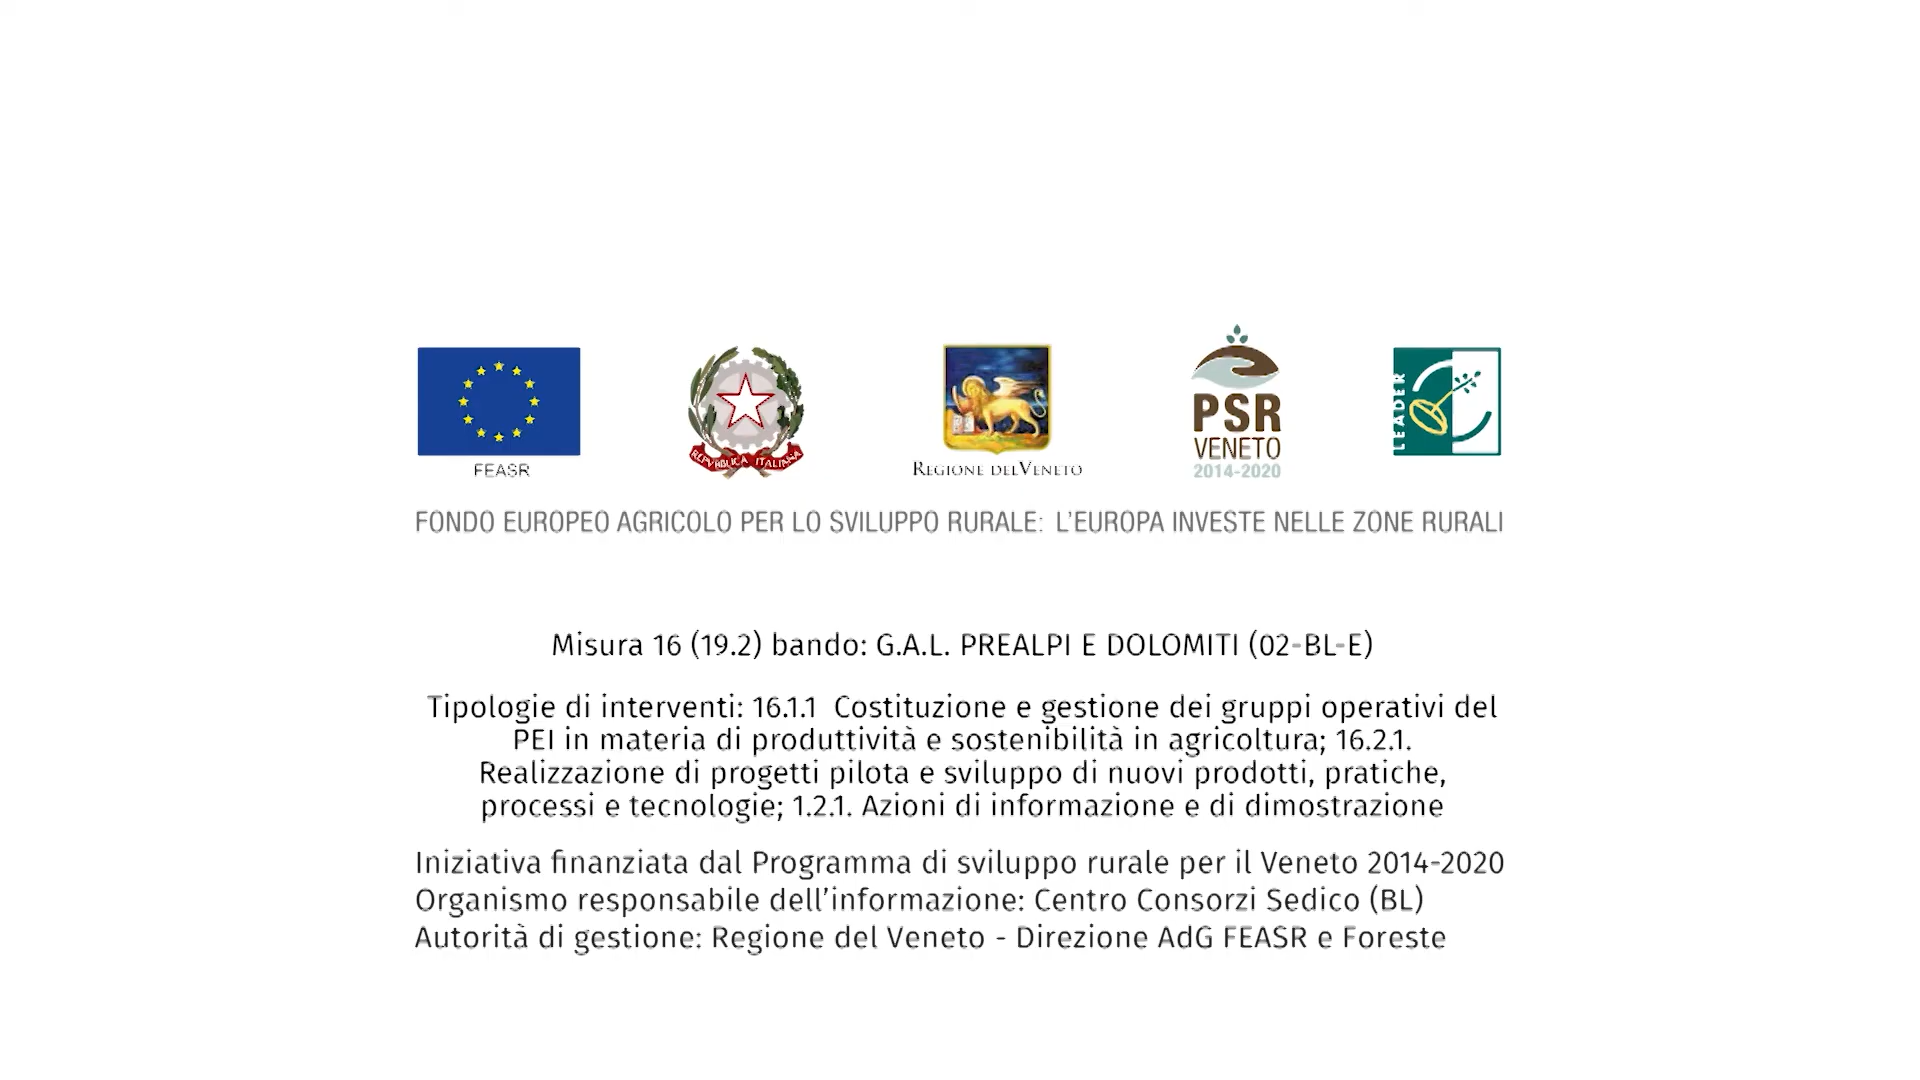 FEASR
REPVBBLICA ITALIANA
REGIONE DEL VENETO
PSR
VENETO
2014-2020
LEADER
FONDO EUROPEO AGRICOLO PER LO SVILUPPO RURALE: L'EUROPA INVESTE NELLE ZONE RURALI
Misura 16 (19.2) bando: G.A.L. PREALPI E DOLOMITI (02-BL-E)
Tipologie di interventi: 16.1.1 Costituzione e gestione dei gruppi operativi del
PEI in materia di produttività e sostenibilità in agricoltura; 16.2.1.
Realizzazione di progetti pilota e sviluppo di nuovi prodotti, pratiche,
processi e tecnologie; 1.2.1. Azioni di informazione e di dimostrazione
Iniziativa finanziata dal Programma di sviluppo rurale per il Veneto 2014-2020
Organismo responsabile dell’informazione: Centro Consorzi Sedico (BL)
Autorità di gestione: Regione del Veneto - Direzione AdG FEASR e Foreste